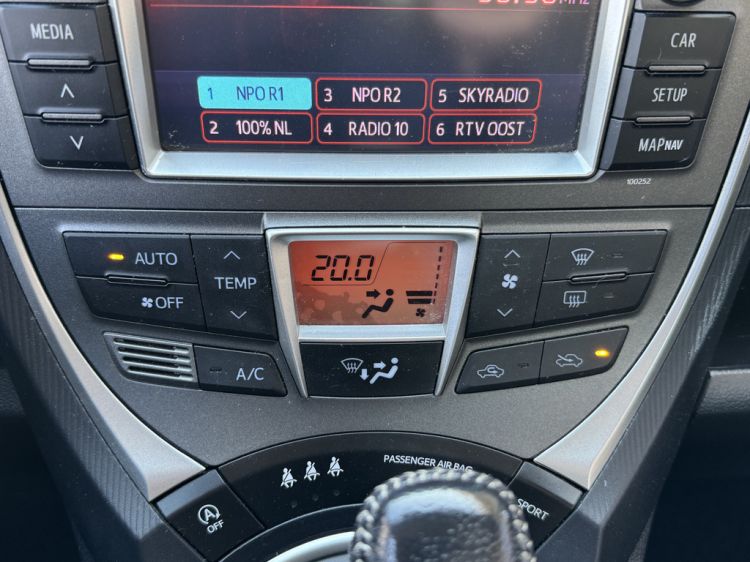 MEDIA
MHz
CAR
SETUP
MAPNAV
1 NPO R1
3 NPO R2
5 SKYRADIO
2 100% NL
4 RADIO 10
6 RTV OOST
100252
AUTO
OFF
TEMP
20.0
A/C
PASSENGER AIR BAG
A
OFF
SPORT